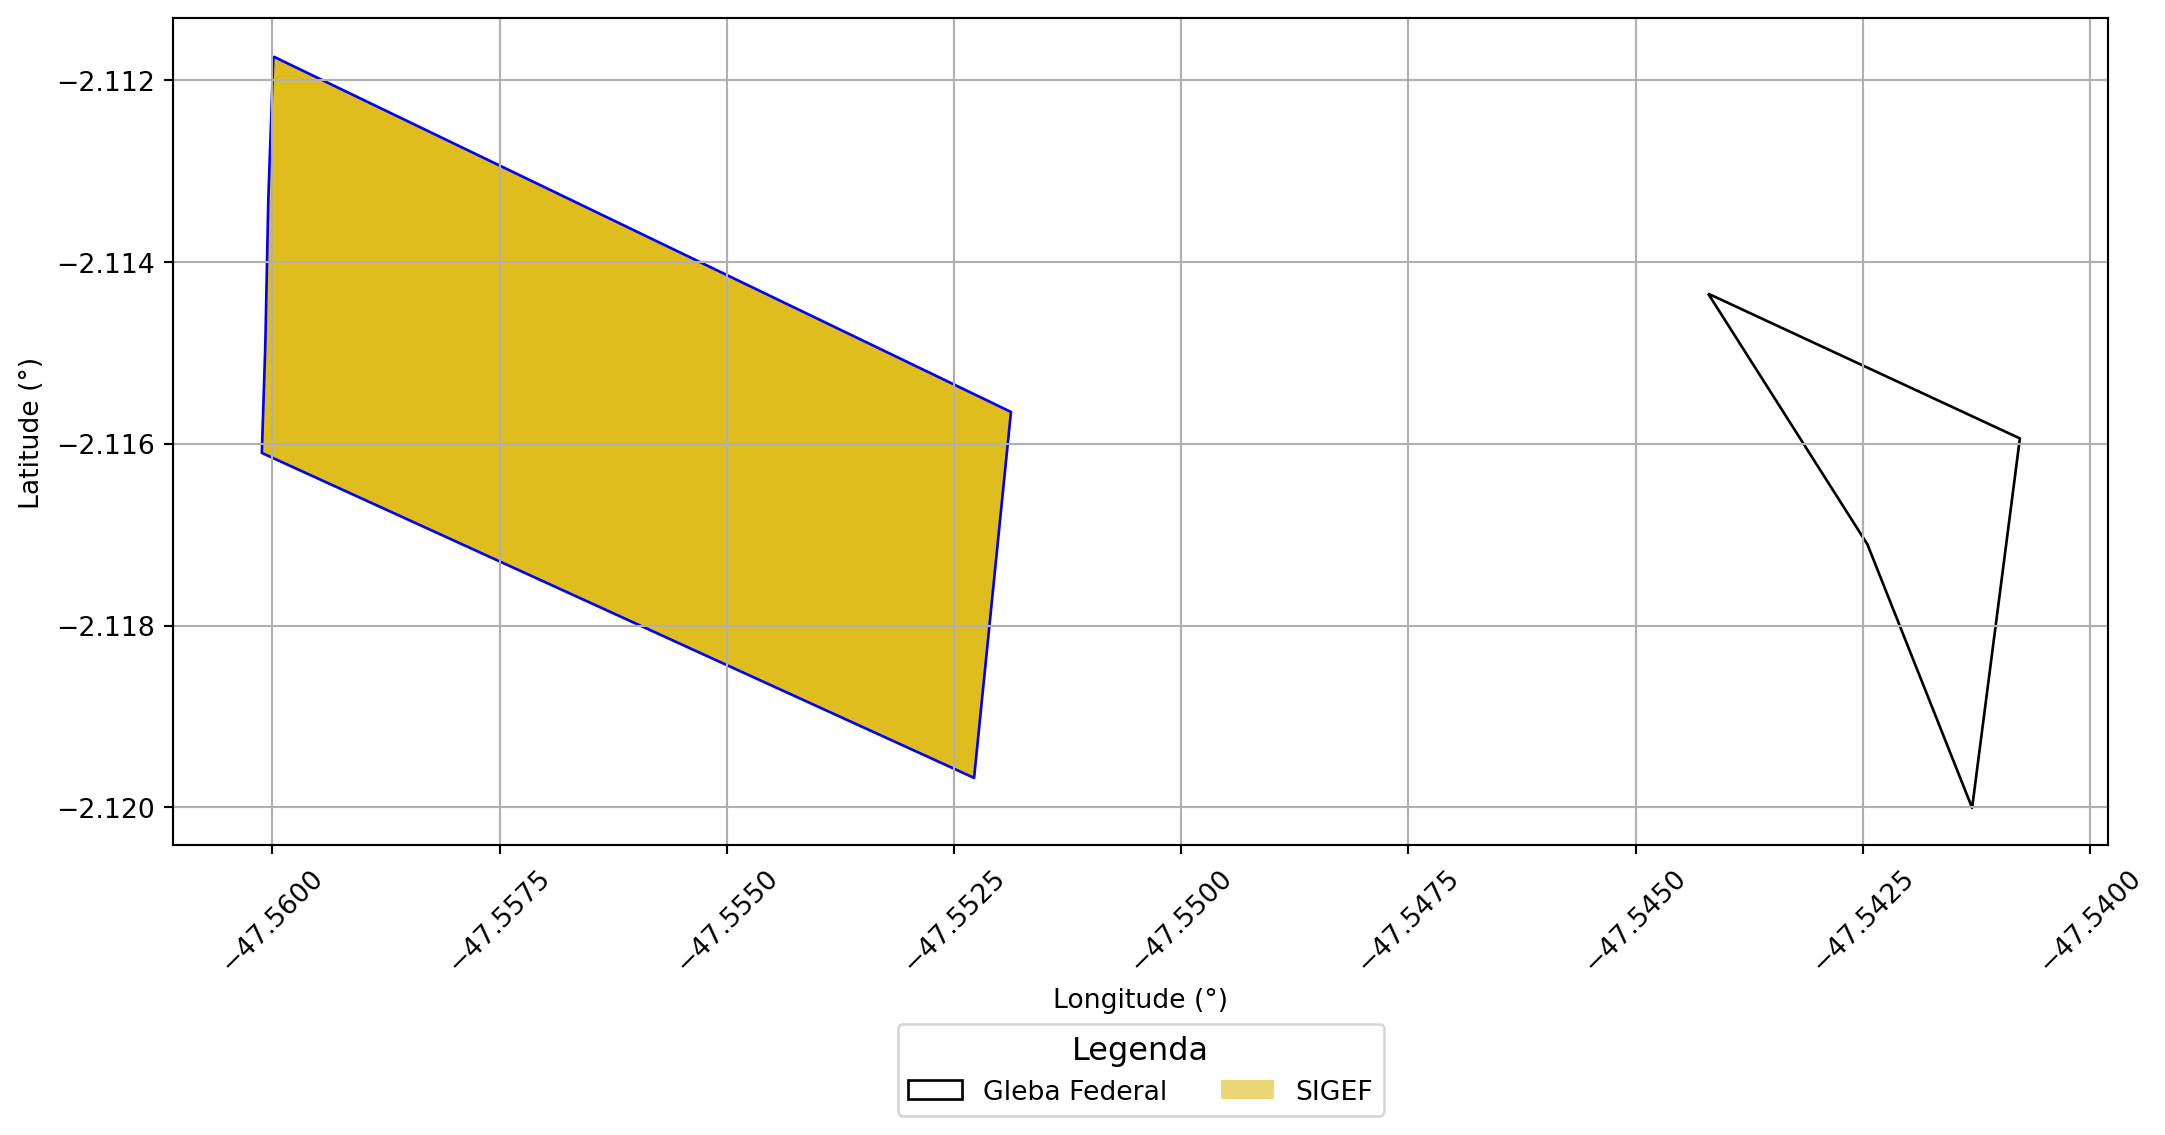 −2.112
−2.114
−2.116
−2.118
−2.120
Latitude (°)
−47.5600
−47.5575
−47.5550
−47.5525
−47.5500
−47.5475
−47.5450
−47.5425
−47.5400
Longitude (°)
Legenda
Gleba Federal
SIGEF